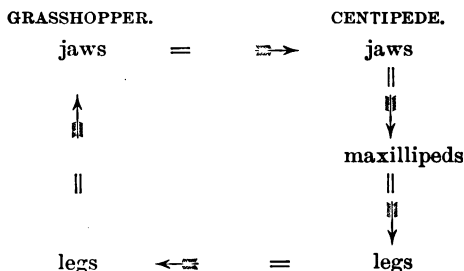 GRASSHOPPER. CENTIPEDE.
jaws = jaws
||
maxillipeds
|| ||
legs = legs